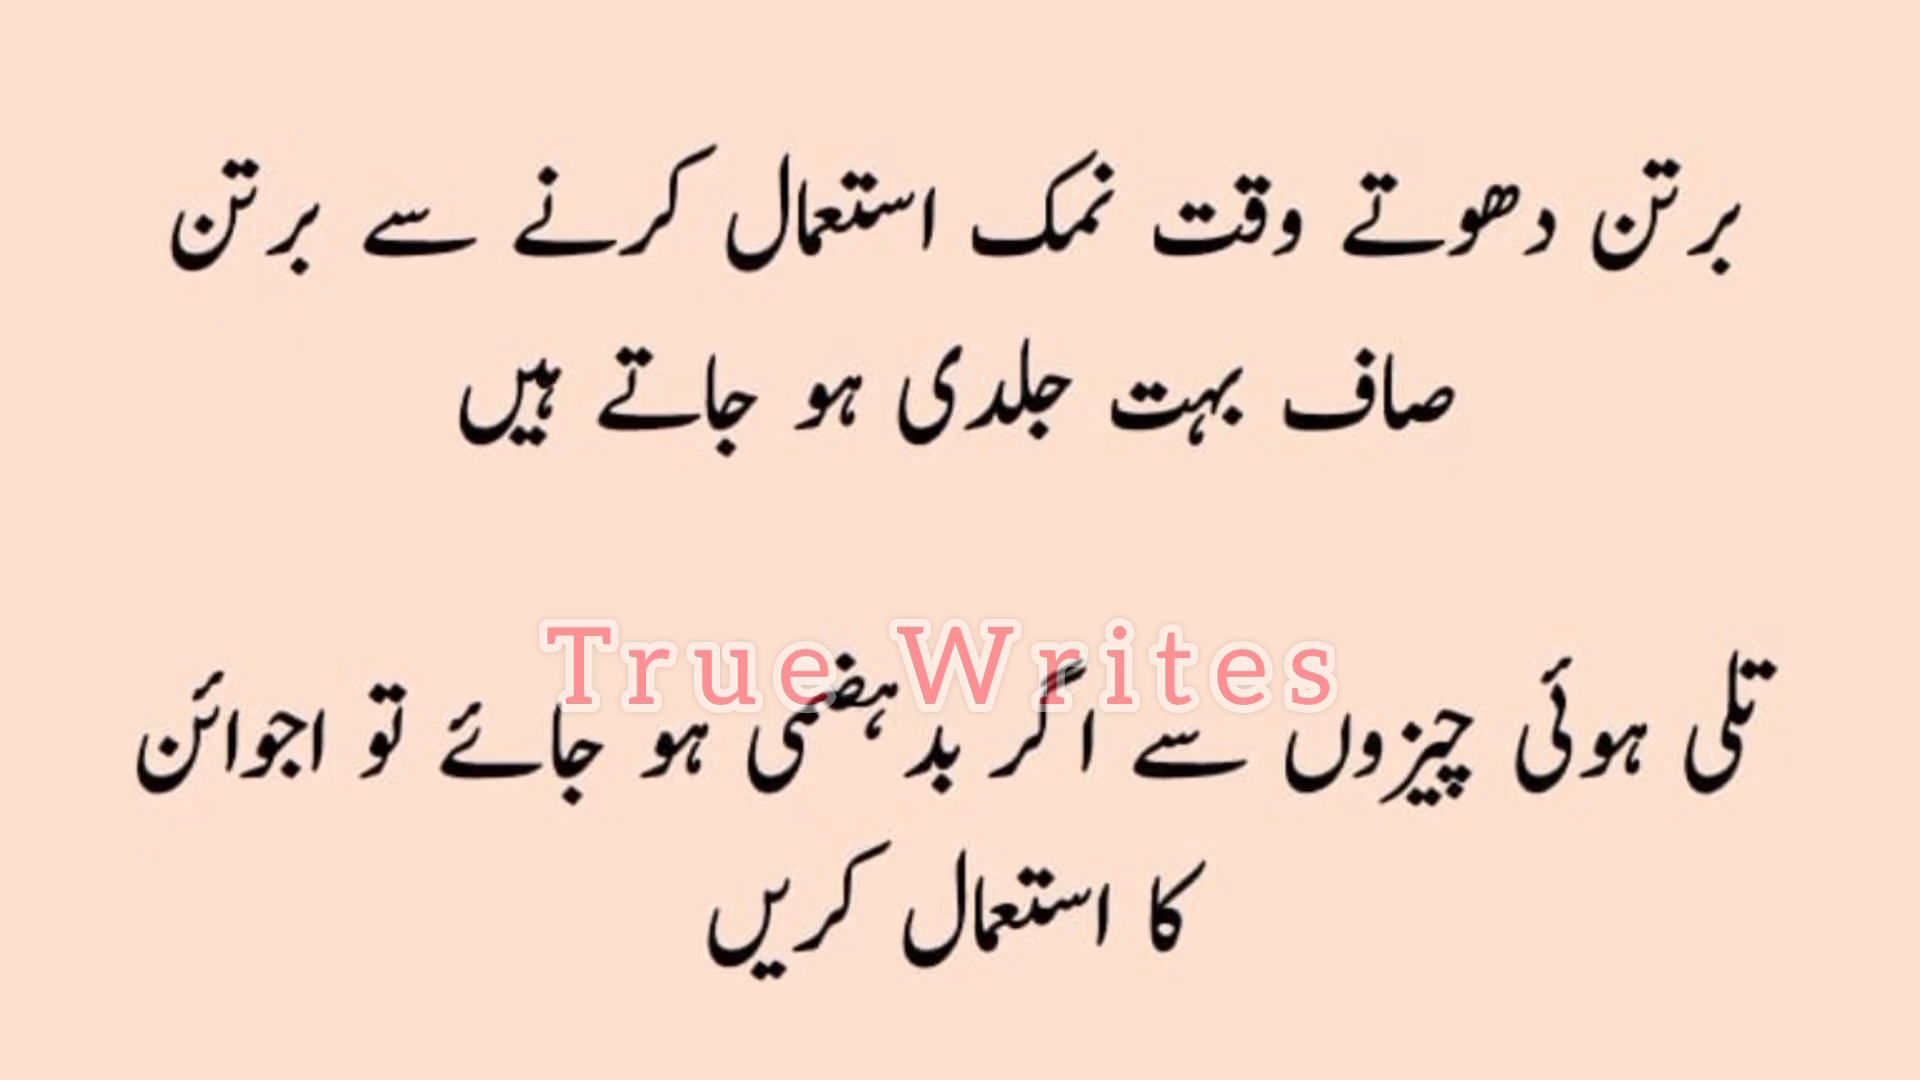 برتن دھوتے وقت نمک استعمال کرنے سے برتن
صاف بہت جلدی ہو جاتے ہیں
True Writes
تلی ہوئی چیزوں سے اگر بدہضمی ہو جائے تو اجوائن
کا استعمال کریں